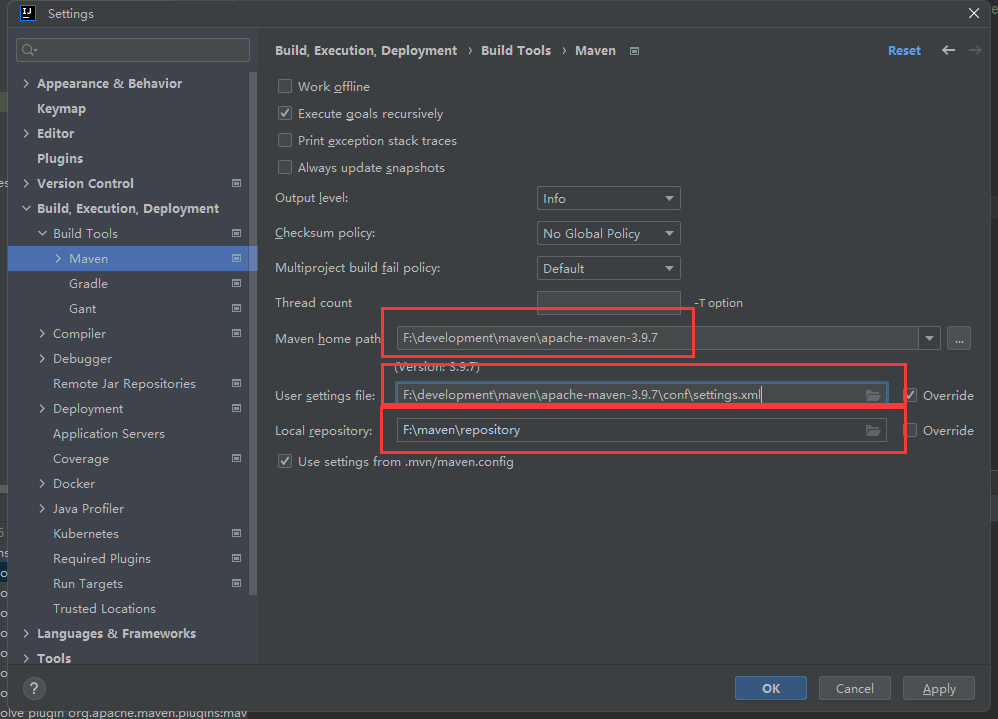 Settings
Build, Execution, Deployment › Build Tools › Maven
Reset
Appearance & Behavior
Keymap
Editor
Plugins
Version Control
Build, Execution, Deployment
Build Tools
Maven
Gradle
Gant
Compiler
Debugger
Remote Jar Repositories
Deployment
Application Servers
Coverage
Docker
Java Profiler
Kubernetes
Required Plugins
Run Targets
Trusted Locations
Languages & Frameworks
Tools
Work offline
Execute goals recursively
Print exception stack traces
Always update snapshots
Output level: Info
Checksum policy: No Global Policy
Multiproject build fail policy: Default
Thread count -T option
Maven home path F:\development\maven\apache-maven-3.9.7 ...
(Version: 3.9.7)
User settings file: F:\development\maven\apache-maven-3.9.7\conf\settings.xml Override
Local repository: F:\maven\repository Override
Use settings from .mvn/maven.config
? OK Cancel Apply
olve plugin org.apache.maven.plugins:mav